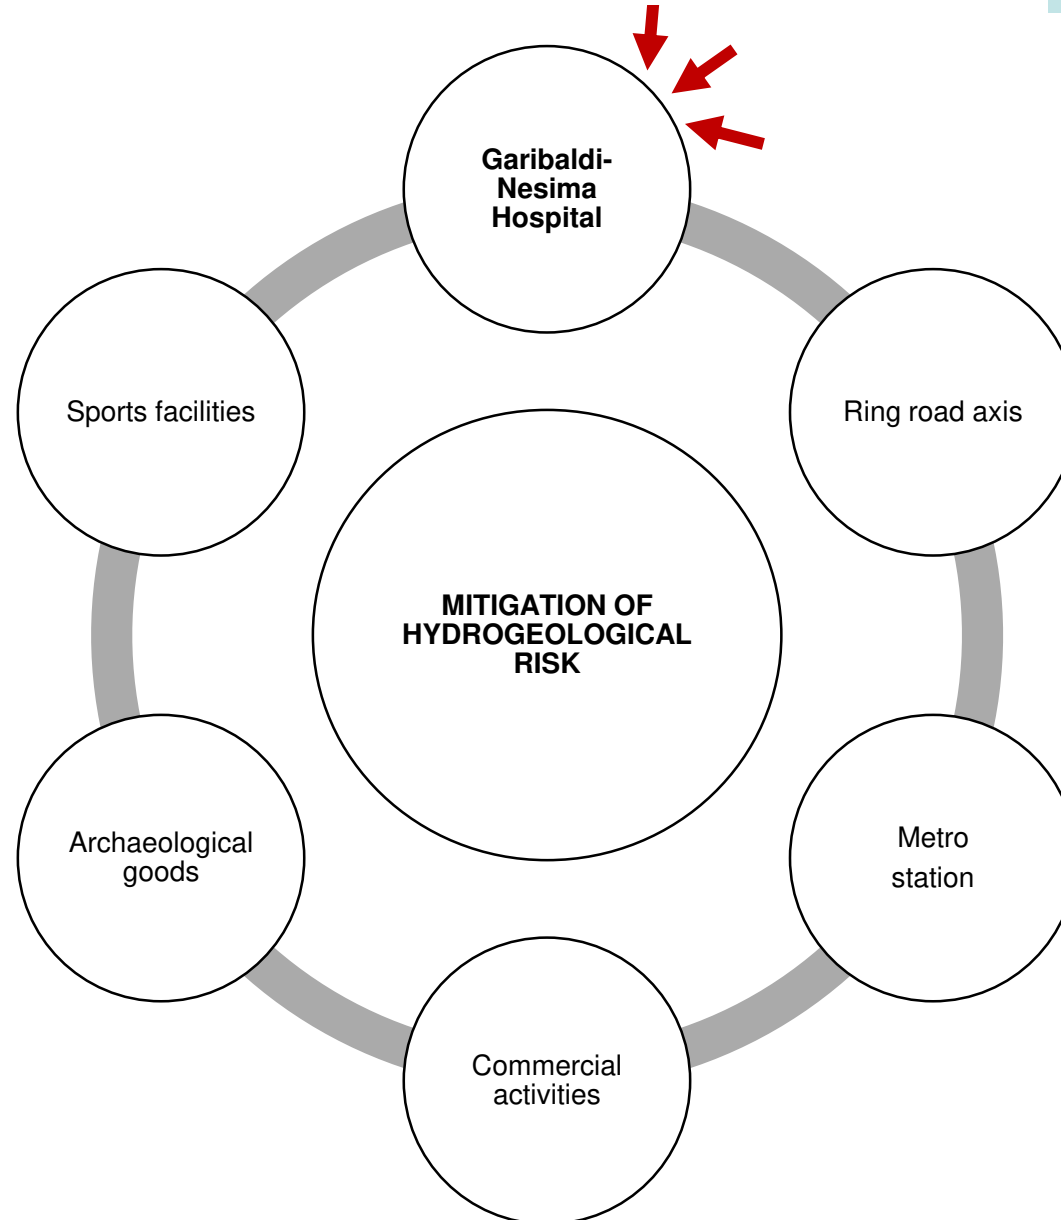 Garibaldi-
Nesima
Hospital
Sports facilities
Ring road axis
MITIGATION OF
HYDROGEOLOGICAL
RISK
Archaeological
goods
Metro
station
Commercial
activities